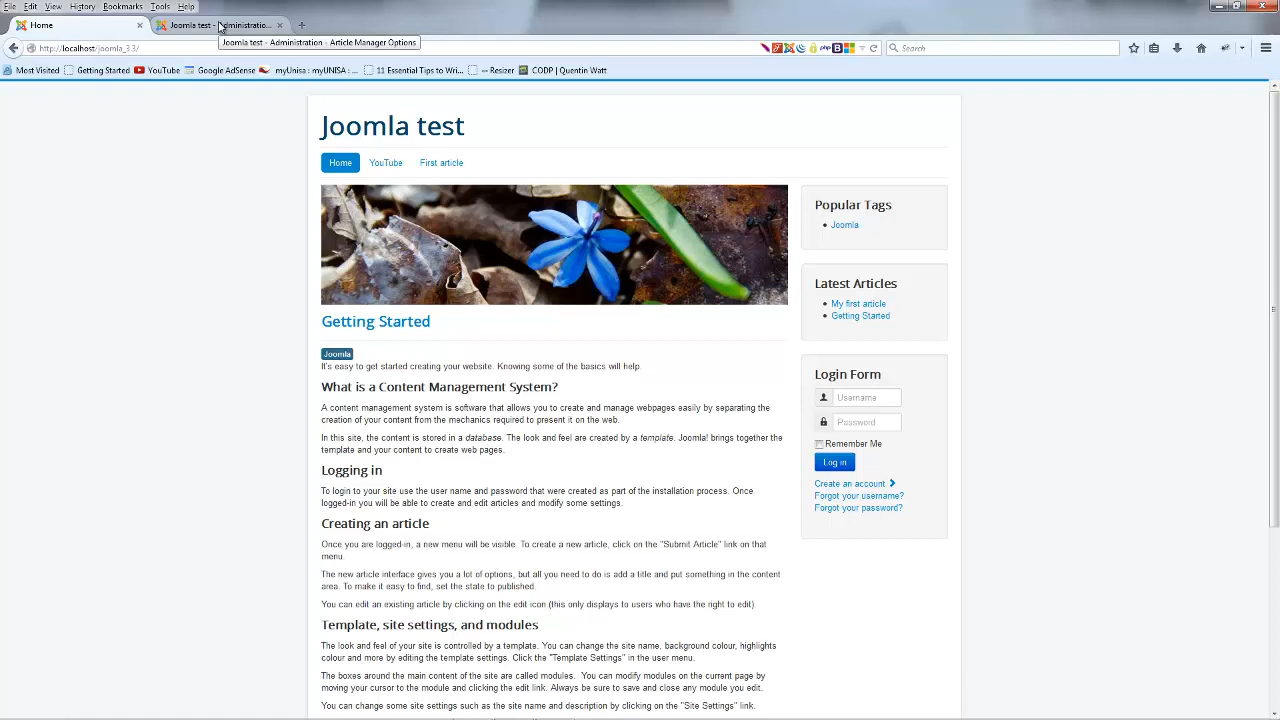 File Edit View History Bookmarks Tools Help
Home
Joomla test - Administratio...
Joomla test - Administration - Article Manager Options
http://localhost/joomla_3.3/
php
B
Search
Most Visited Getting Started YouTube Google AdSense myUnisa : myUNISA : ... 11 Essential Tips to Wri... -- Resizer CODP | Quentin Watt
Joomla test
Home YouTube First article
Getting Started
Joomla
It's easy to get started creating your website. Knowing some of the basics will help.
What is a Content Management System?
A content management system is software that allows you to create and manage webpages easily by separating the
creation of your content from the mechanics required to present it on the web.
In this site, the content is stored in a database. The look and feel are created by a template. Joomla! brings together the
template and your content to create web pages.
Logging in
To login to your site use the user name and password that were created as part of the installation process. Once
logged-in you will be able to create and edit articles and modify some settings.
Creating an article
Once you are logged-in, a new menu will be visible. To create a new article, click on the "Submit Article" link on that
menu.
The new article interface gives you a lot of options, but all you need to do is add a title and put something in the content
area. To make it easy to find, set the state to published.
You can edit an existing article by clicking on the edit icon (this only displays to users who have the right to edit).
Template, site settings, and modules
The look and feel of your site is controlled by a template. You can change the site name, background colour, highlights
colour and more by editing the template settings. Click the "Template Settings" in the user menu.
The boxes around the main content of the site are called modules. You can modify modules on the current page by
moving your cursor to the module and clicking the edit link. Always be sure to save and close any module you edit.
You can change some site settings such as the site name and description by clicking on the "Site Settings" link.
Popular Tags
Joomla
Latest Articles
My first article
Getting Started
Login Form
Username
Password
Remember Me
Log in
Create an account
Forgot your username?
Forgot your password?